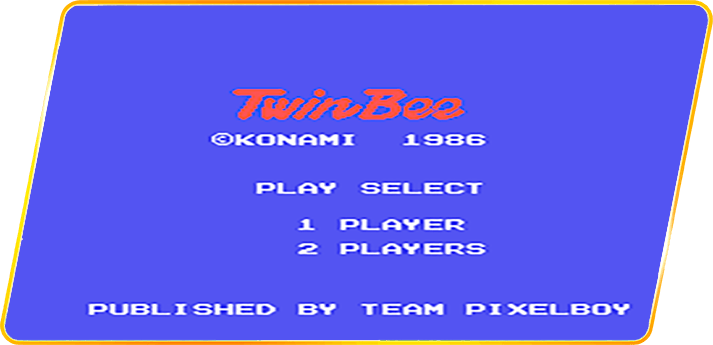 TwinBee
©KONAMI 1986
PLAY SELECT
1 PLAYER
2 PLAYERS
PUBLISHED BY TEAM PIXELBOY